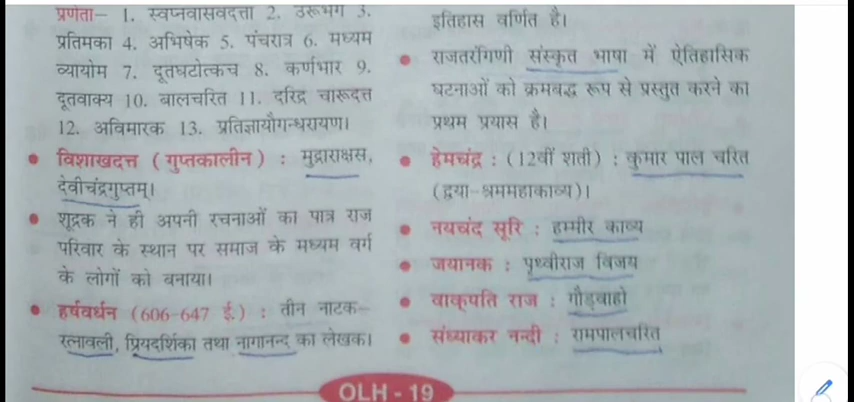 प्रणेता– 1. स्वप्नवासवदत्ता 2. उरूभंग 3.
प्रतिमका 4. अभिषेक 5. पंचरात्र 6. मध्यम
व्यायोम 7. दूतघटोत्कच 8. कर्णभार 9.
दूतवाक्य 10. बालचरित 11. दरिद्र चारूदत्त
12. अविमारक 13. प्रतिज्ञायौगन्धरायण।
• विशाखदत्त (गुप्तकालीन) : मुद्राराक्षस,
देवीचंद्रगुप्तम्।
• शूद्रक ने ही अपनी रचनाओं का पात्र राज
परिवार के स्थान पर समाज के मध्यम वर्ग
के लोगों को बनाया।
• हर्षवर्धन (606-647 ई.) : तीन नाटक–
रत्नावली, प्रियदर्शिका तथा नागानन्द का लेखक।
इतिहास वर्णित है।
• राजतरंगिणी संस्कृत भाषा में ऐतिहासिक
घटनाओं को क्रमबद्ध रूप से प्रस्तुत करने का
प्रथम प्रयास है।
• हेमचंद्र : (12वीं शती) : कुमार पाल चरित
(द्वया-श्रममहाकाव्य)।
• नयचंद सूरि : हम्मीर काव्य
• जयानक : पृथ्वीराज विजय
• वाक्पति राज : गौड़वाहो
• संध्याकर नन्दी : रामपालचरित
OLH - 19